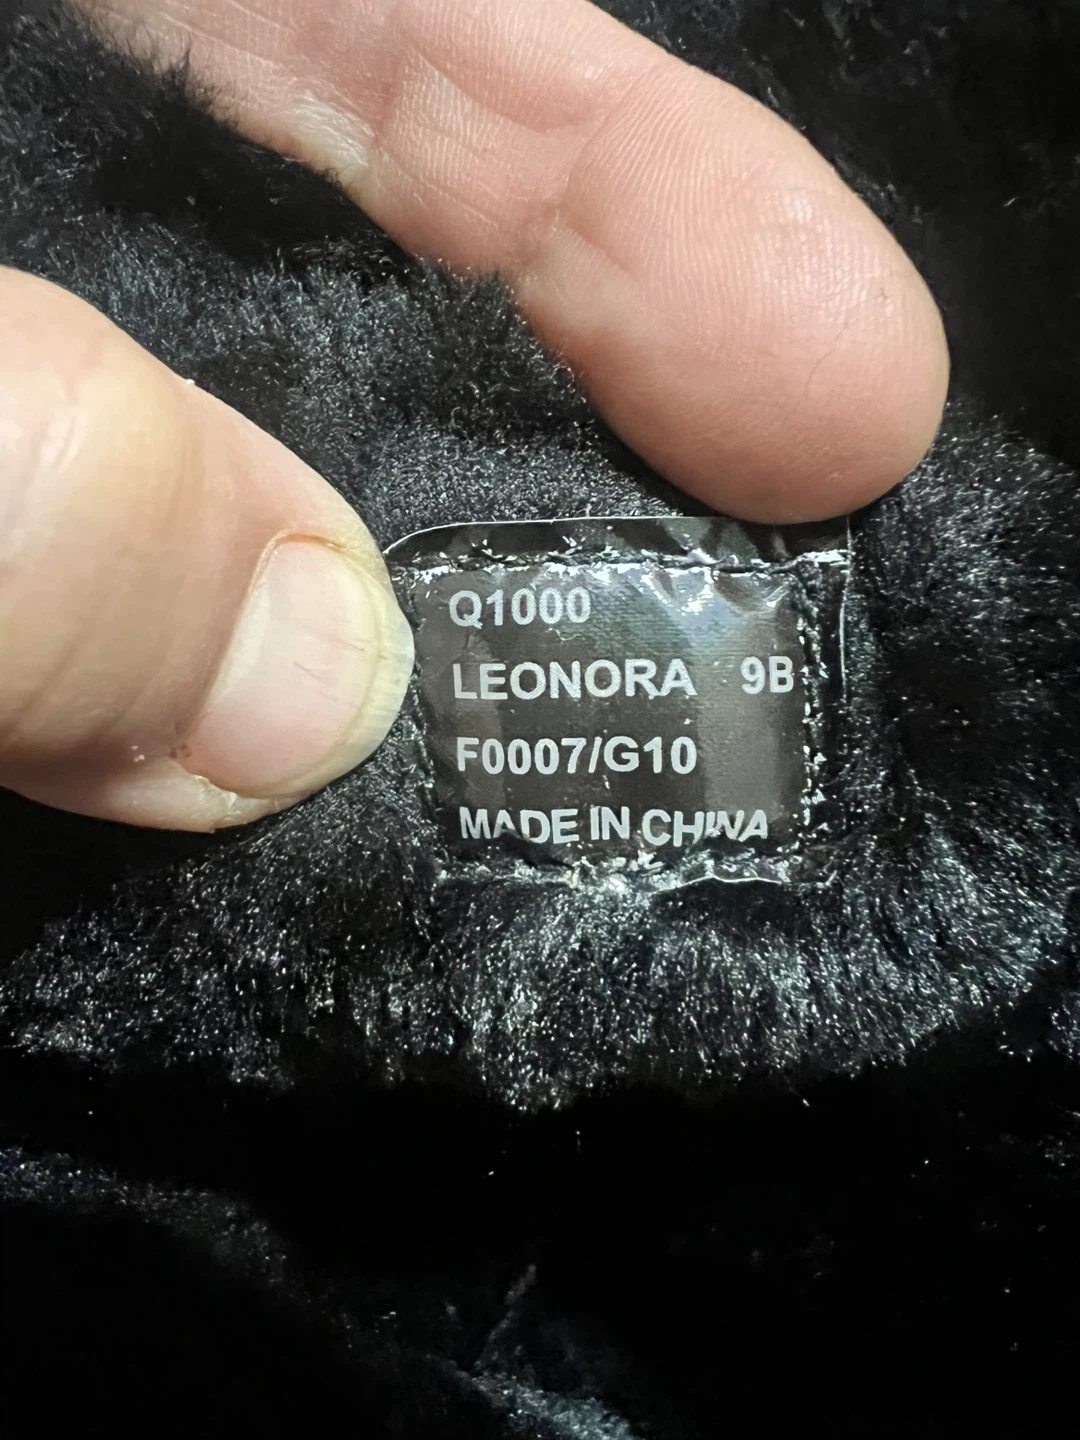 Q1000
LEONORA 9B
F0007/G10
MADE IN CHINA